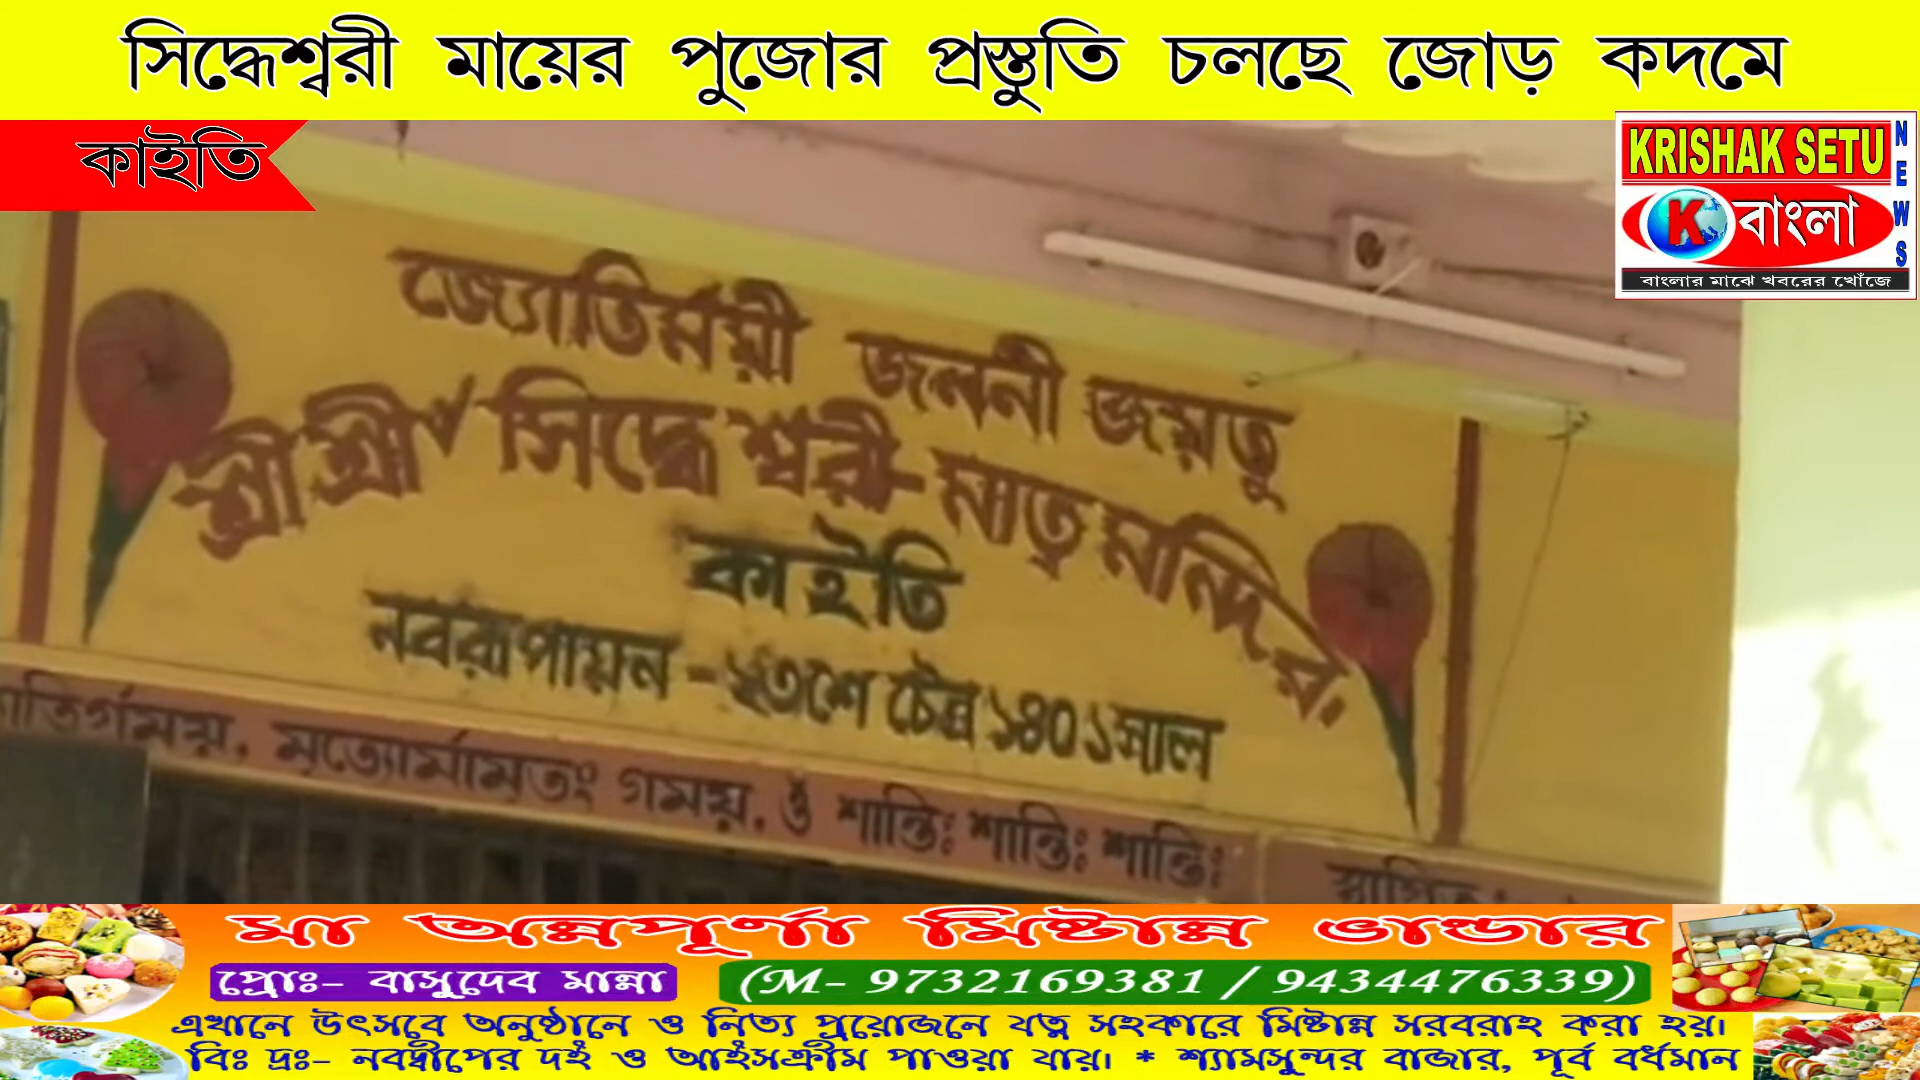 সিদ্ধেশ্বরী মায়ের পুজোর প্রস্তুতি চলছে জোড় কদমে
কাইতি
KRISHAK SETU
NEWS
K বাংলা
বাংলার মাঝে খবরের খোঁজে
জ্যোতির্ময়ী জননী জয়তু
শ্রীশ্রীঁ সিদ্ধেশ্বরী-মাতৃমন্দির.
কাইতি
নবরূপায়ন - ২৩শে চৈত্র ১৪০১সাল
মৃত্যোর্মামৃতং গময়, ওঁ শান্তিঃ শান্তিঃ শান্তিঃ
মা অন্নপূর্ণা মিষ্টান্ন ভান্ডার
প্রোঃ- বাসুদেব মান্না (M- 9732169381 / 9434476339)
এখানে উৎসবে অনুষ্ঠানে ও নিত্য প্রয়োজনে যত্ন সহকারে মিষ্টান্ন সরবরাহ করা হয়।
বিঃ দ্রঃ- নবদ্বীপের দই ও আইসক্রীম পাওয়া যায়। * শ্যামসুন্দর বাজার, পূর্ব বর্ধমান